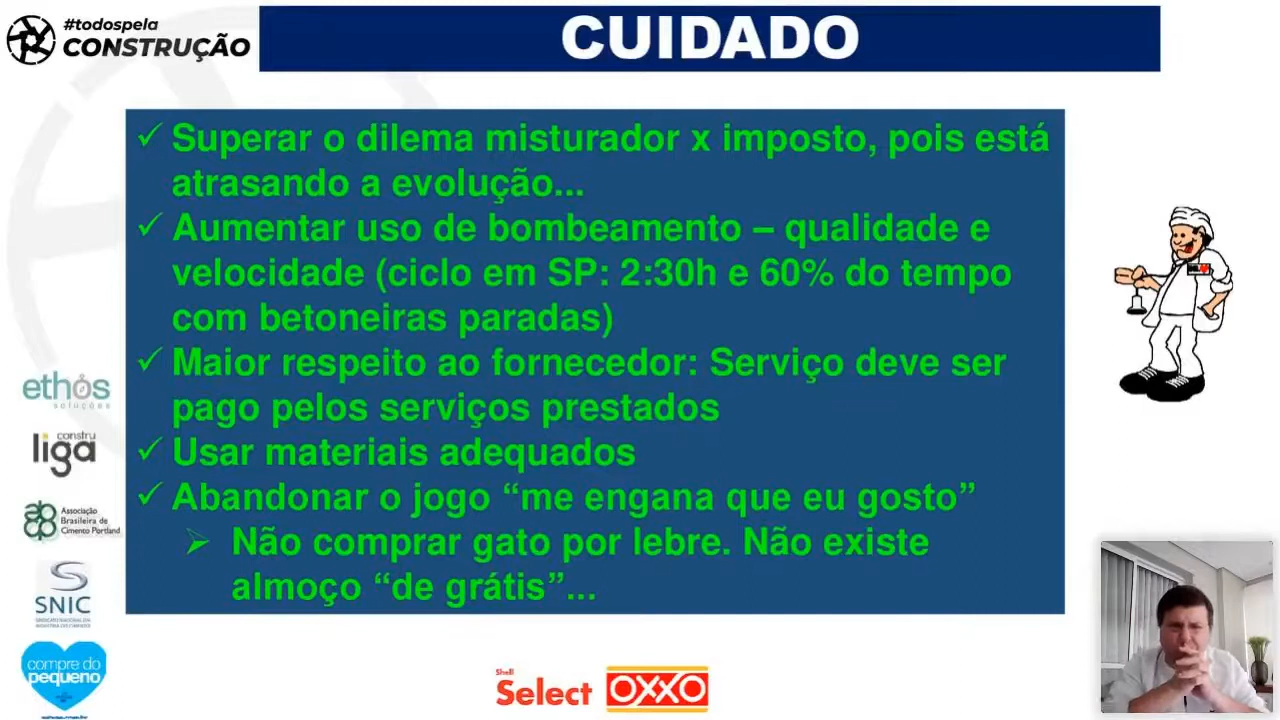 #todospela
CONSTRUÇÃO
CUIDADO
✓ Superar o dilema misturador x imposto, pois está
atrasando a evolução...
✓ Aumentar uso de bombeamento – qualidade e
velocidade (ciclo em SP: 2:30h e 60% do tempo
com betoneiras paradas)
✓ Maior respeito ao fornecedor: Serviço deve ser
pago pelos serviços prestados
✓ Usar materiais adequados
✓ Abandonar o jogo “me engana que eu gosto”
➢ Não comprar gato por lebre. Não existe
almoço “de grátis”...
ethos
soluções
constru
liga
abcp
Associação
Brasileira de
Cimento Portland
SNIC
compre do
pequeno
Shell
Select
OXXO